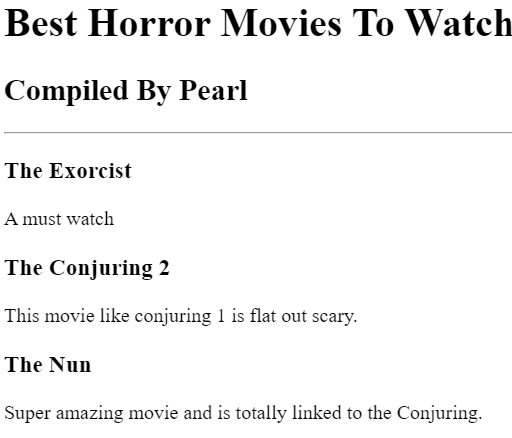 Best Horror Movies To Watch
Compiled By Pearl
The Exorcist
A must watch
The Conjuring 2
This movie like conjuring 1 is flat out scary.
The Nun
Super amazing movie and is totally linked to the Conjuring.